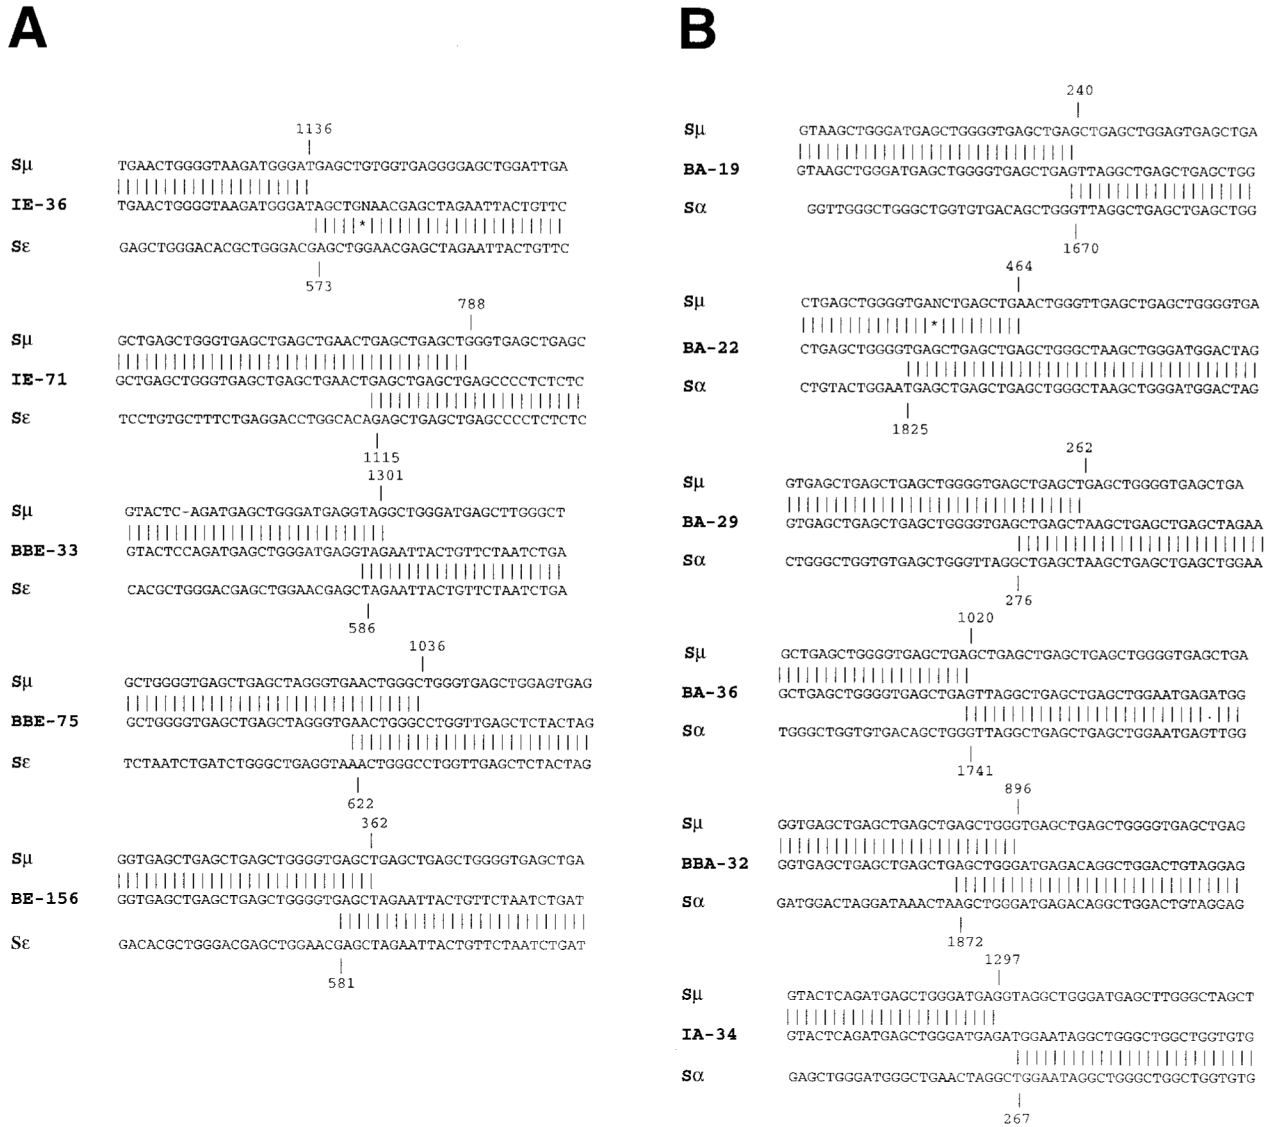 A
1136
Sμ TGAACTGGGGTAAGATGGGATGAGCTGTGGTGAGGGGAGCTGGATTGA
IE-36 TGAACTGGGGTAAGATGGGATAGCTGNAACGAGCTAGAATTACTGTTC
*
Sε GAGCTGGGACACGCTGGGACGAGCTGGAACGAGCTAGAATTACTGTTC
573
788
Sμ GCTGAGCTGGGTGAGCTGAGCTGAACTGAGCTGAGCTGGGTGAGCTGAGC
IE-71 GCTGAGCTGGGTGAGCTGAGCTGAACTGAGCTGAGCTGAGCCCCTCTCTC
Sε TCCTGTGCTTTCTGAGGACCTGGCACAGAGCTGAGCTGAGCCCCTCTCTC
1115
1301
Sμ GTACTC-AGATGAGCTGGGATGAGGTAGGCTGGGATGAGCTTGGGCT
BBE-33 GTACTCCAGATGAGCTGGGATGAGGTAGAATTACTGTTCTAATCTGA
Sε CACGCTGGGACGAGCTGGAACGAGCTAGAATTACTGTTCTAATCTGA
586
1036
Sμ GCTGGGGTGAGCTGAGCTAGGGTGAACTGGGCTGGGTGAGCTGGAGTGAG
BBE-75 GCTGGGGTGAGCTGAGCTAGGGTGAACTGGGCCTGGTTGAGCTCTACTAG
Sε TCTAATCTGATCTGGGCTGAGGTAAACTGGGCCTGGTTGAGCTCTACTAG
622
362
Sμ GGTGAGCTGAGCTGAGCTGGGGTGAGCTGAGCTGAGCTGGGGTGAGCTGA
BE-156 GGTGAGCTGAGCTGAGCTGGGGTGAGCTAGAATTACTGTTCTAATCTGAT
Sε GACACGCTGGGACGAGCTGGAACGAGCTAGAATTACTGTTCTAATCTGAT
581
B
240
Sμ GTAAGCTGGGATGAGCTGGGGTGAGCTGAGCTGAGCTGGAGTGAGCTGA
BA-19 GTAAGCTGGGATGAGCTGGGGTGAGCTGAGTTAGGCTGAGCTGAGCTGG
Sα GGTTGGGCTGGGCTGGTGTGACAGCTGGGTTAGGCTGAGCTGAGCTGG
1670
464
Sμ CTGAGCTGGGGTGANCTGAGCTGAACTGGGTTGAGCTGAGCTGGGGTGA
*
BA-22 CTGAGCTGGGGTGAGCTGAGCTGAGCTGGGCTAAGCTGGGATGGACTAG
Sα CTGTACTGGAATGAGCTGAGCTGAGCTGGGCTAAGCTGGGATGGACTAG
1825
262
Sμ GTGAGCTGAGCTGAGCTGGGGTGAGCTGAGCTGAGCTGGGGTGAGCTGA
BA-29 GTGAGCTGAGCTGAGCTGGGGTGAGCTGAGCTAAGCTGAGCTGAGCTAGAA
Sα CTGGGCTGGTGTGAGCTGGGTTAGGCTGAGCTAAGCTGAGCTGAGCTGGAA
276
1020
Sμ GCTGAGCTGGGGTGAGCTGAGCTGAGCTGAGCTGAGCTGGGGTGAGCTGA
BA-36 GCTGAGCTGGGGTGAGCTGAGTTAGGCTGAGCTGAGCTGGAATGAGATGG
Sα TGGGCTGGTGTGACAGCTGGGTTAGGCTGAGCTGAGCTGGAATGAGTTGG
1741
896
Sμ GGTGAGCTGAGCTGAGCTGAGCTGGGTGAGCTGAGCTGGGGTGAGCTGAG
BBA-32 GGTGAGCTGAGCTGAGCTGAGCTGGGATGAGACAGGCTGGACTGTAGGAG
Sα GATGGACTAGGATAAACTAAGCTGGGATGAGACAGGCTGGACTGTAGGAG
1872
1297
Sμ GTACTCAGATGAGCTGGGATGAGGTAGGCTGGGATGAGCTTGGGCTAGCT
IA-34 GTACTCAGATGAGCTGGGATGAGATGGAATAGGCTGGGCTGGCTGGTGTG
Sα GAGCTGGGATGGGCTGAACTAGGCTGGAATAGGCTGGGCTGGCTGGTGTG
267